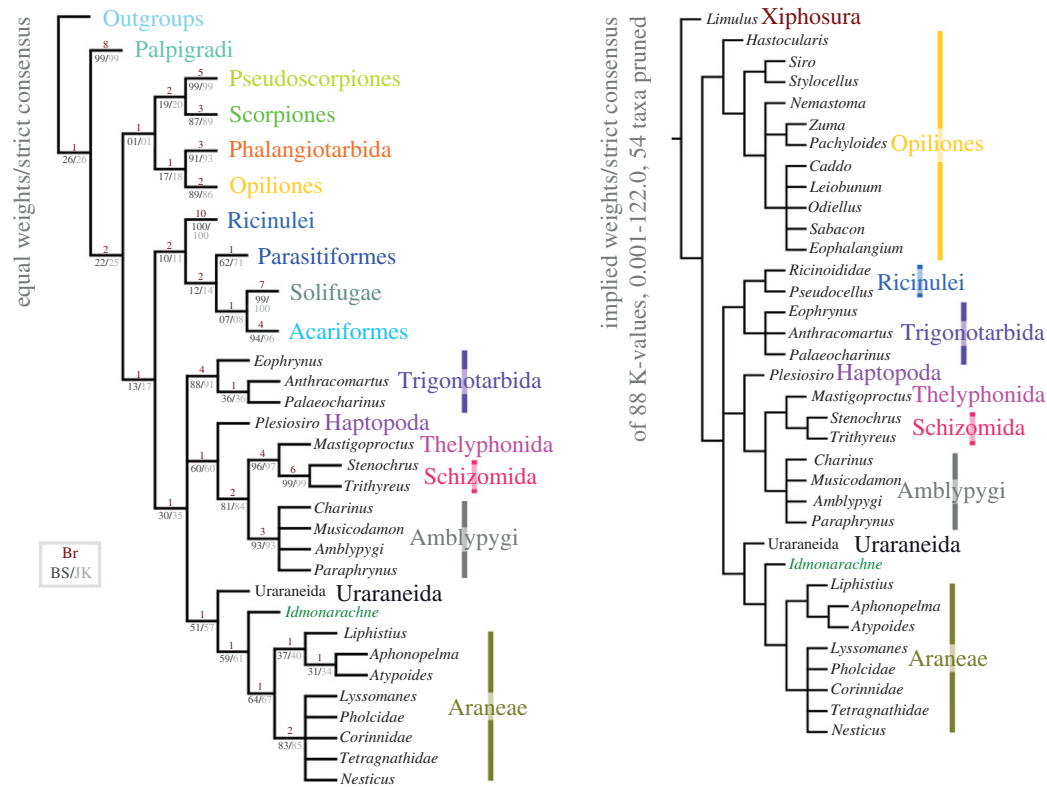 equal weights/strict consensus
Outgroups
8
99/99
Palpigradi
5
99/99
Pseudoscorpiones
2
19/20
3
87/89
Scorpiones
1
01/01
3
91/93
Phalangiotarbida
1
17/18
2
89/86
Opiliones
1
26/26
10
100/
100
Ricinulei
2
22/25
2
10/11
1
62/71
Parasitiformes
2
12/14
7
99/
100
Solifugae
1
07/08
4
94/96
Acariformes
1
13/17
4
88/91
Eophrynus
1
36/36
Anthracomartus
Palaeocharinus
Trigonotarbida
Plesiosiro
Haptopoda
1
60/60
4
96/97
Mastigoproctus
Thelyphonida
6
99/99
Stenochrus
Trithyreus
Schizomida
2
81/84
1
30/35
3
93/93
Charinus
Musicodamon
Amblypygi
Paraphrynus
Amblypygi
Br
BS/JK
1
51/57
Uraraneida
Uraraneida
1
59/61
Idmonarachne
1
37/40
Liphistius
1
31/34
Aphonopelma
Atypoides
1
64/67
2
83/85
Lyssomanes
Pholcidae
Corinnidae
Tetragnathidae
Nesticus
Araneae
implied weights/strict consensus
of 88 K-values, 0.001-122.0, 54 taxa pruned
Limulus
Xiphosura
Hastocularis
Siro
Stylocellus
Nemastoma
Zuma
Pachyloides
Opiliones
Caddo
Leiobunum
Odiellus
Sabacon
Eophalangium
Ricinoididae
Pseudocellus
Ricinulei
Eophrynus
Anthracomartus
Palaeocharinus
Trigonotarbida
Plesiosiro
Haptopoda
Mastigoproctus
Thelyphonida
Stenochrus
Trithyreus
Schizomida
Charinus
Musicodamon
Amblypygi
Paraphrynus
Amblypygi
Uraraneida
Uraraneida
Idmonarachne
Liphistius
Aphonopelma
Atypoides
Lyssomanes
Pholcidae
Corinnidae
Tetragnathidae
Nesticus
Araneae